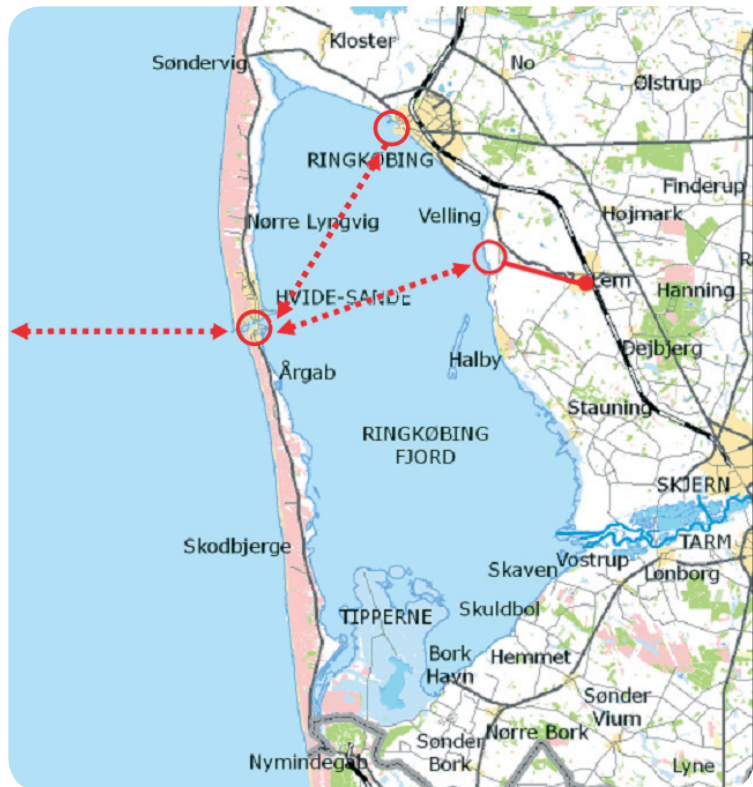 Kloster
Søndervig
No
Ølstrup
RINGKØBING
Finderup
Velling
Højmark
Nørre Lyngvig
Lem
HVIDE-SANDE
Hanning
Halby
Dejbjerg
Årgab
Stauning
RINGKØBING
FJORD
SKJERN
Skodbjerge
TARM
Vostrup
Skaven
Lønborg
Skuldbøl
TIPPERNE
Bork
Havn
Hemmet
Sønder
Vium
Nørre Bork
Sønder
Bork
Nymindegab
Lyne